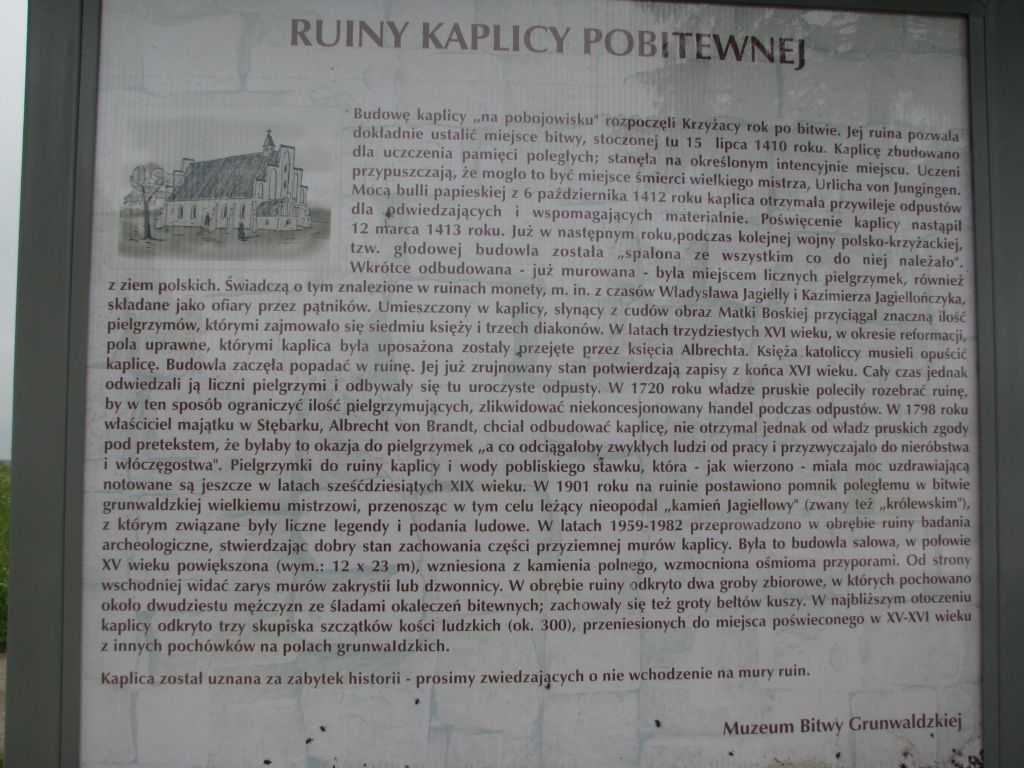 RUINY KAPLICY POBITEWNEJ
Budowę kaplicy „na pobojowisku" rozpoczęli Krzyżacy rok po bitwie. Jej ruina pozwala
dokładnie ustalić miejsce bitwy, stoczonej tu 15 lipca 1410 roku. Kaplicę zbudowano
dla uczczenia pamięci poległych; stanęła na określonym intencyjnie miejscu. Uczeni
przypuszczają, że mogło to być miejsce śmierci wielkiego mistrza, Urlicha von Jungingen.
Mocą bulli papieskiej z 6 października 1412 roku kaplica otrzymała przywileje odpustów
dla odwiedzających i wspomagających materialnie. Poświęcenie kaplicy nastąpił
12 marca 1413 roku. Już w następnym roku,podczas kolejnej wojny polsko-krzyżackiej,
tzw. głodowej budowla została „spalona ze wszystkim co do niej należało".
Wkrótce odbudowana - już murowana - była miejscem licznych pielgrzymek, również
z ziem polskich. Świadczą o tym znalezione w ruinach monety, m. in. z czasów Władysława Jagiełły i Kazimierza Jagiellończyka,
składane jako ofiary przez pątników. Umieszczony w kaplicy, słynący z cudów obraz Matki Boskiej przyciągał znaczną ilość
pielgrzymów, którymi zajmowało się siedmiu księży i trzech diakonów. W latach trzydziestych XVI wieku, w okresie reformacji,
pola uprawne, którymi kaplica była uposażona zostały przejęte przez księcia Albrechta. Księża katoliccy musieli opuścić
kaplicę. Budowla zaczęła popadać w ruinę. Jej już zrujnowany stan potwierdzają zapisy z końca XVI wieku. Cały czas jednak
odwiedzali ją liczni pielgrzymi i odbywały się tu uroczyste odpusty. W 1720 roku władze pruskie poleciły rozebrać ruinę,
by w ten sposób ograniczyć ilość pielgrzymujących, zlikwidować niekoncesjonowany handel podczas odpustów. W 1798 roku
właściciel majątku w Stębarku, Albrecht von Brandt, chciał odbudować kaplicę, nie otrzymał jednak od władz pruskich zgody
pod pretekstem, że byłaby to okazja do pielgrzymek „a co odciągałoby zwykłych ludzi od pracy i przyzwyczajało do nieróbstwa
i włóczęgostwa". Pielgrzymki do ruiny kaplicy i wody pobliskiego stawku, która - jak wierzono - miała moc uzdrawiającą
notowane są jeszcze w latach sześćdziesiątych XIX wieku. W 1901 roku na ruinie postawiono pomnik poległemu w bitwie
grunwaldzkiej wielkiemu mistrzowi, przenosząc w tym celu leżący nieopodal „kamień Jagiełłowy" (zwany też „królewskim"),
z którym związane były liczne legendy i podania ludowe. W latach 1959-1982 przeprowadzono w obrębie ruiny badania
archeologiczne, stwierdzając dobry stan zachowania części przyziemnej murów kaplicy. Była to budowla salowa, w połowie
XV wieku powiększona (wym.: 12 x 23 m), wzniesiona z kamienia polnego, wzmocniona ośmioma przyporami. Od strony
wschodniej widać zarys murów zakrystii lub dzwonnicy. W obrębie ruiny odkryto dwa groby zbiorowe, w których pochowano
około dwudziestu mężczyzn ze śladami okaleczeń bitewnych; zachowały się też groty bełtów kuszy. W najbliższym otoczeniu
kaplicy odkryto trzy skupiska szczątków kości ludzkich (ok. 300), przeniesionych do miejsca poświeconego w XV-XVI wieku
z innych pochówków na polach grunwaldzkich.
Kaplica został uznana za zabytek historii - prosimy zwiedzających o nie wchodzenie na mury ruin.
Muzeum Bitwy Grunwaldzkiej